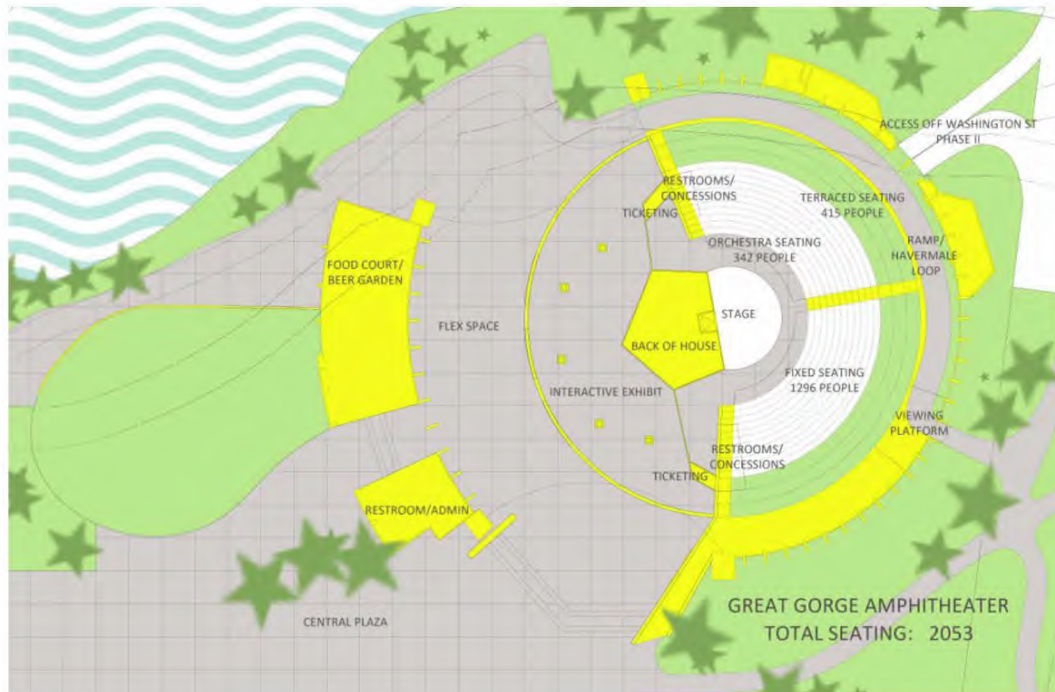 ACCESS OFF WASHINGTON ST
PHASE II
RESTROOMS/
CONCESSIONS
TICKETING
TERRACED SEATING
415 PEOPLE
ORCHESTRA SEATING
342 PEOPLE
RAMP/
HAVERMALE
LOOP
FOOD COURT/
BEER GARDEN
FLEX SPACE
STAGE
BACK OF HOUSE
FIXED SEATING
1296 PEOPLE
INTERACTIVE EXHIBIT
VIEWING
PLATFORM
RESTROOMS/
CONCESSIONS
TICKETING
RESTROOM/ADMIN
CENTRAL PLAZA
GREAT GORGE AMPHITHEATER
TOTAL SEATING: 2053